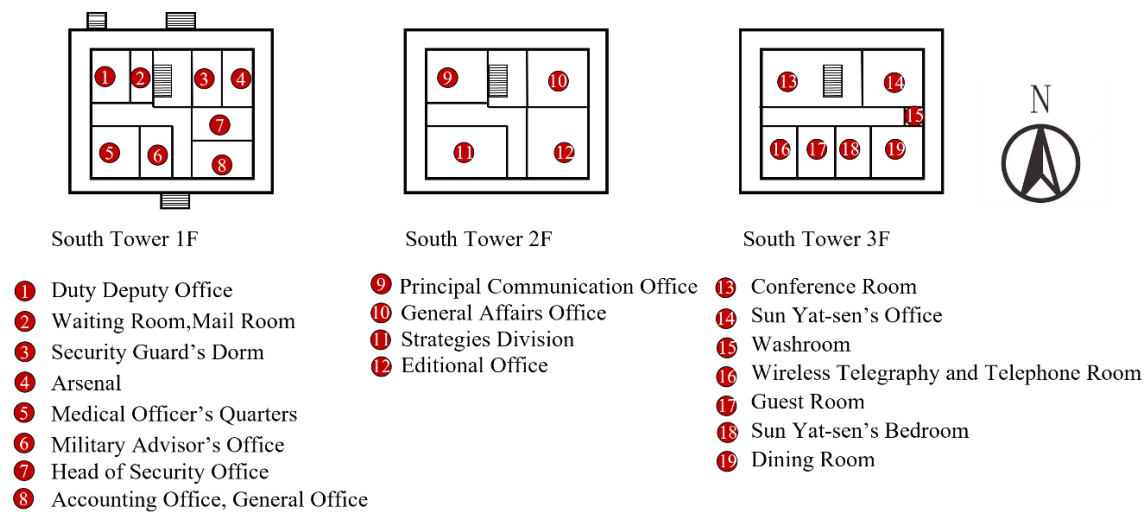 1 2 3 4
5 6 7 8
9 10
11 12
13 14
15
16 17 18 19
N
South Tower 1F
South Tower 2F
South Tower 3F
1 Duty Deputy Office
2 Waiting Room,Mail Room
3 Security Guard's Dorm
4 Arsenal
5 Medical Officer's Quarters
6 Military Advisor's Office
7 Head of Security Office
8 Accounting Office, General Office
9 Principal Communication Office
10 General Affairs Office
11 Stratigies Division
12 Editional Office
13 Conference Room
14 Sun Yat-sen's Office
15 Washroom
16 Wireless Telegraphy and Telephone Room
17 Guest Room
18 Sun Yat-sen's Bedroom
19 Dining Room